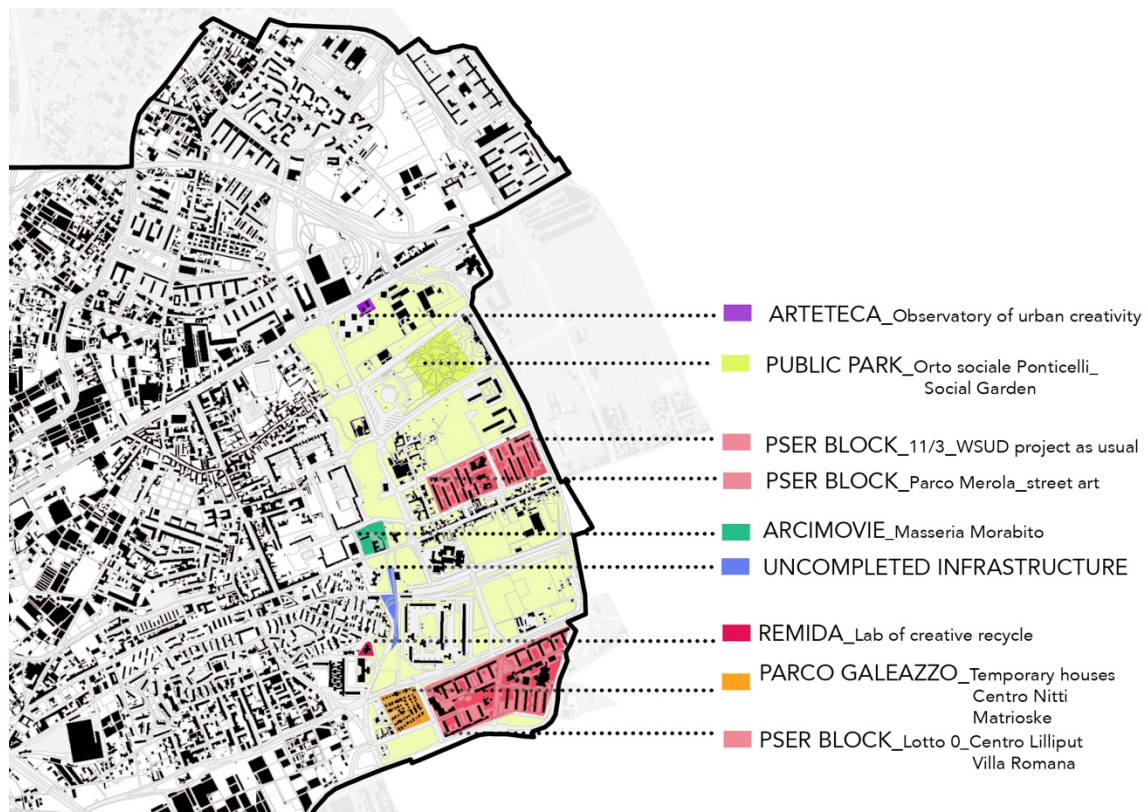 ARTETECA_Observatory of urban creativity
PUBLIC PARK_Orto sociale Ponticelli_
Social Garden
PSER BLOCK_11/3_WSUD project as usual
PSER BLOCK_Parco Merola_street art
ARCIMOVIE_Masseria Morabito
UNCOMPLETED INFRASTRUCTURE
REMIDA_Lab of creative recycle
PARCO GALEAZZO_Temporary houses
Centro Nitti
Matrioske
PSER BLOCK_Lotto 0_Centro Lilliput
Villa Romana